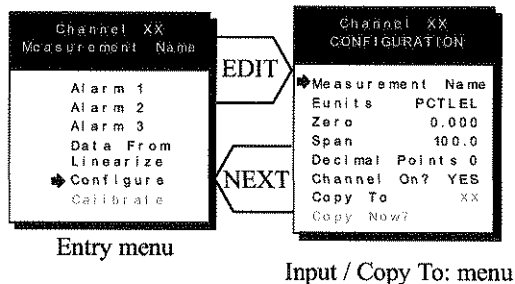 Channel XX
Measurement Name
Alarm 1
Alarm 2
Alarm 3
Data From
Linearize
Configure
Calibrate
Entry menu
EDIT
NEXT
Channel XX
CONFIGURATION
Measurement Name
Eunits PCTLEL
Zero 0.000
Span 100.0
Decimal Points 0
Channel On? YES
Copy To XX
Copy Now?
Input / Copy To: menu